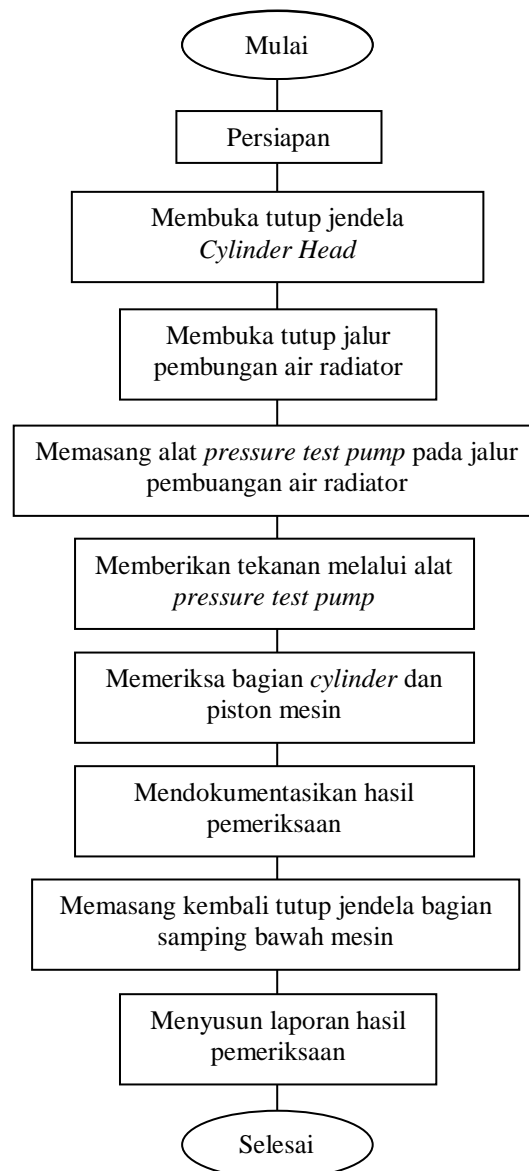 Mulai
Persiapan
Membuka tutup jendela
Cylinder Head
Membuka tutup jalur
pembungan air radiator
Memasang alat pressure test pump pada jalur
pembuangan air radiator
Memberikan tekanan melalui alat
pressure test pump
Memeriksa bagian cylinder dan
piston mesin
Mendokumentasikan hasil
pemeriksaan
Memasang kembali tutup jendela bagian
samping bawah mesin
Menyusun laporan hasil
pemeriksaan
Selesai